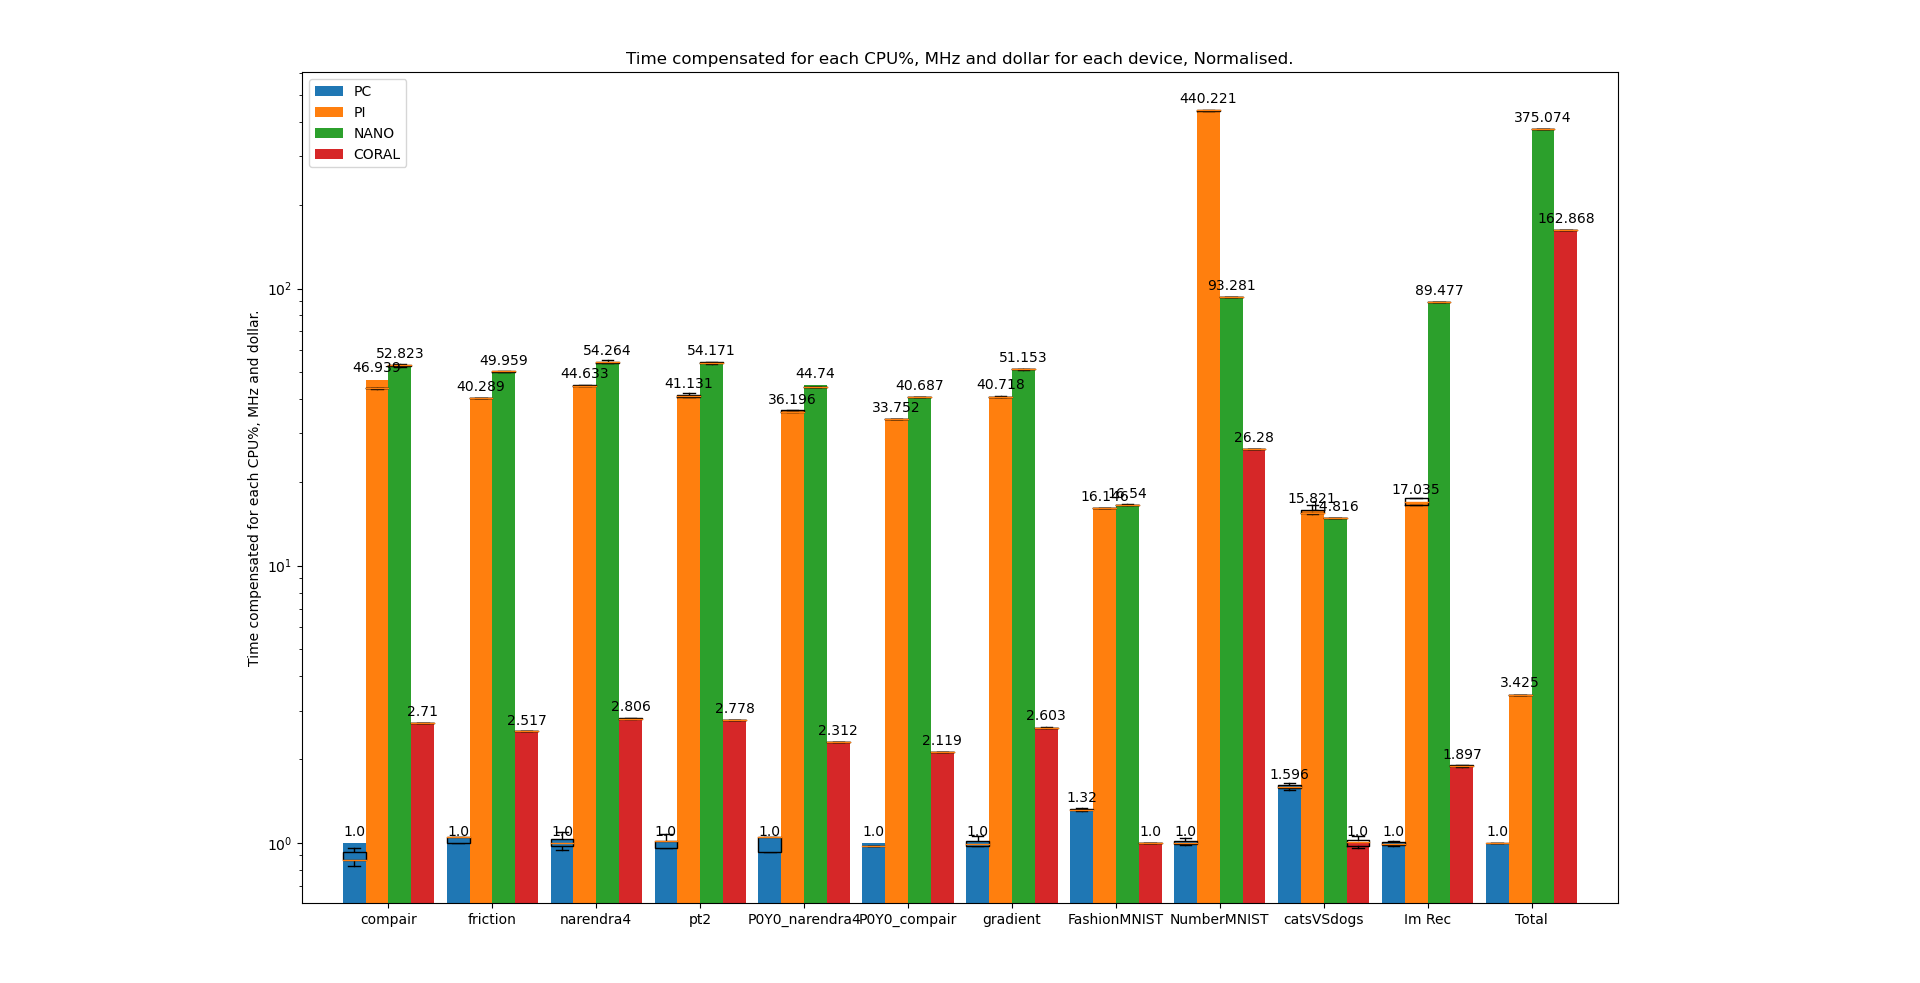 Time compensated for each CPU%, MHz and dollar for each device, Normalised.
PC
PI
NANO
CORAL
Time compensated for each CPU%, MHz and dollar.
10²
10¹
10⁰
1.0 46.939 52.823 2.71
1.0 40.289 49.959 2.517
1.0 44.633 54.264 2.806
1.0 41.131 54.171 2.778
1.0 36.196 44.74 2.312
1.0 33.752 40.687 2.119
1.0 40.718 51.153 2.603
1.32 16.146 16.54 1.0
1.0 440.221 93.281 26.28
1.596 15.821 14.816 1.0
1.0 17.035 89.477 1.897
1.0 3.425 375.074 162.868
compair friction narendra4 pt2 P0Y0_narendra4 P0Y0_compair gradient FashionMNIST NumberMNIST catsVSdogs Im Rec Total